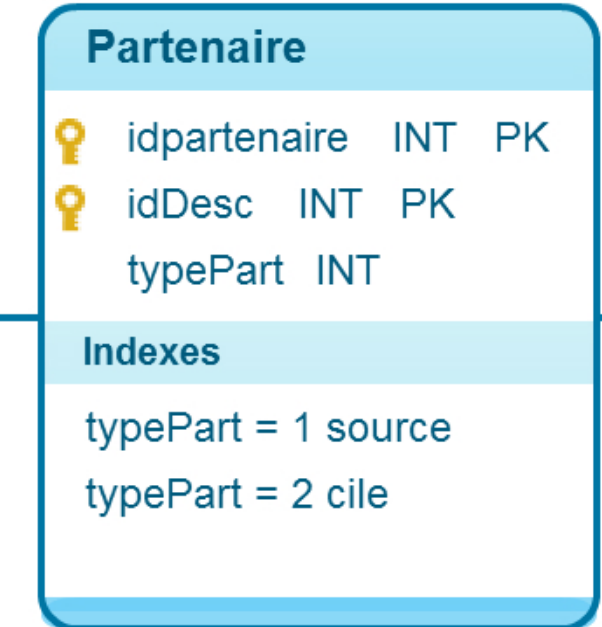 Partenaire
idpartenaire INT PK
idDesc INT PK
typePart INT
Indexes
typePart = 1 source
typePart = 2 cile